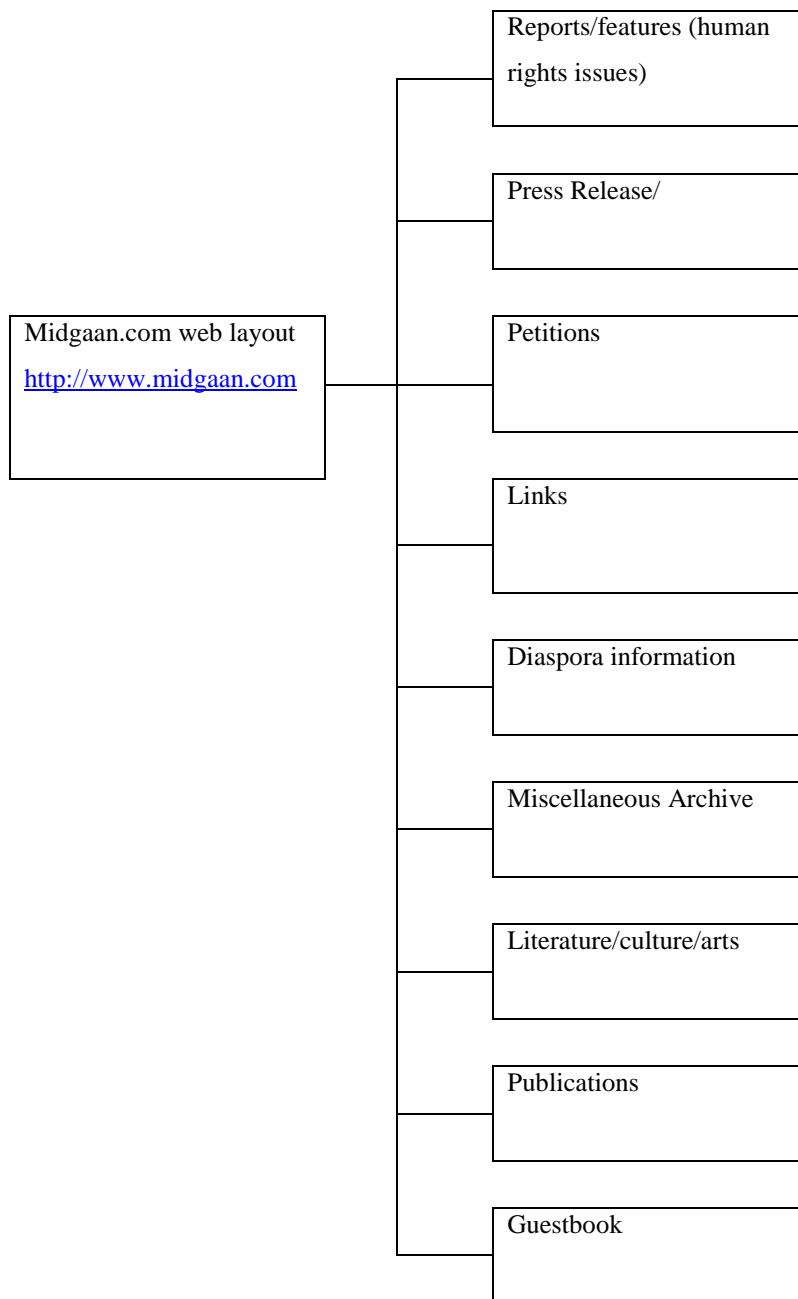 Reports/features (human
rights issues)
Press Release/
Midgaan.com web layout
http://www.midgaan.com
Petitions
Links
Diaspora information
Miscellaneous Archive
Literature/culture/arts
Publications
Guestbook